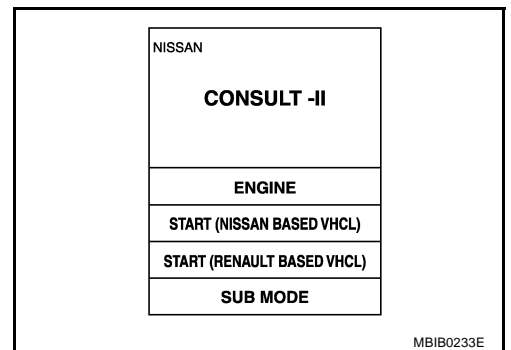 NISSAN
CONSULT -II
ENGINE
START (NISSAN BASED VHCL)
START (RENAULT BASED VHCL)
SUB MODE
MBIB0233E